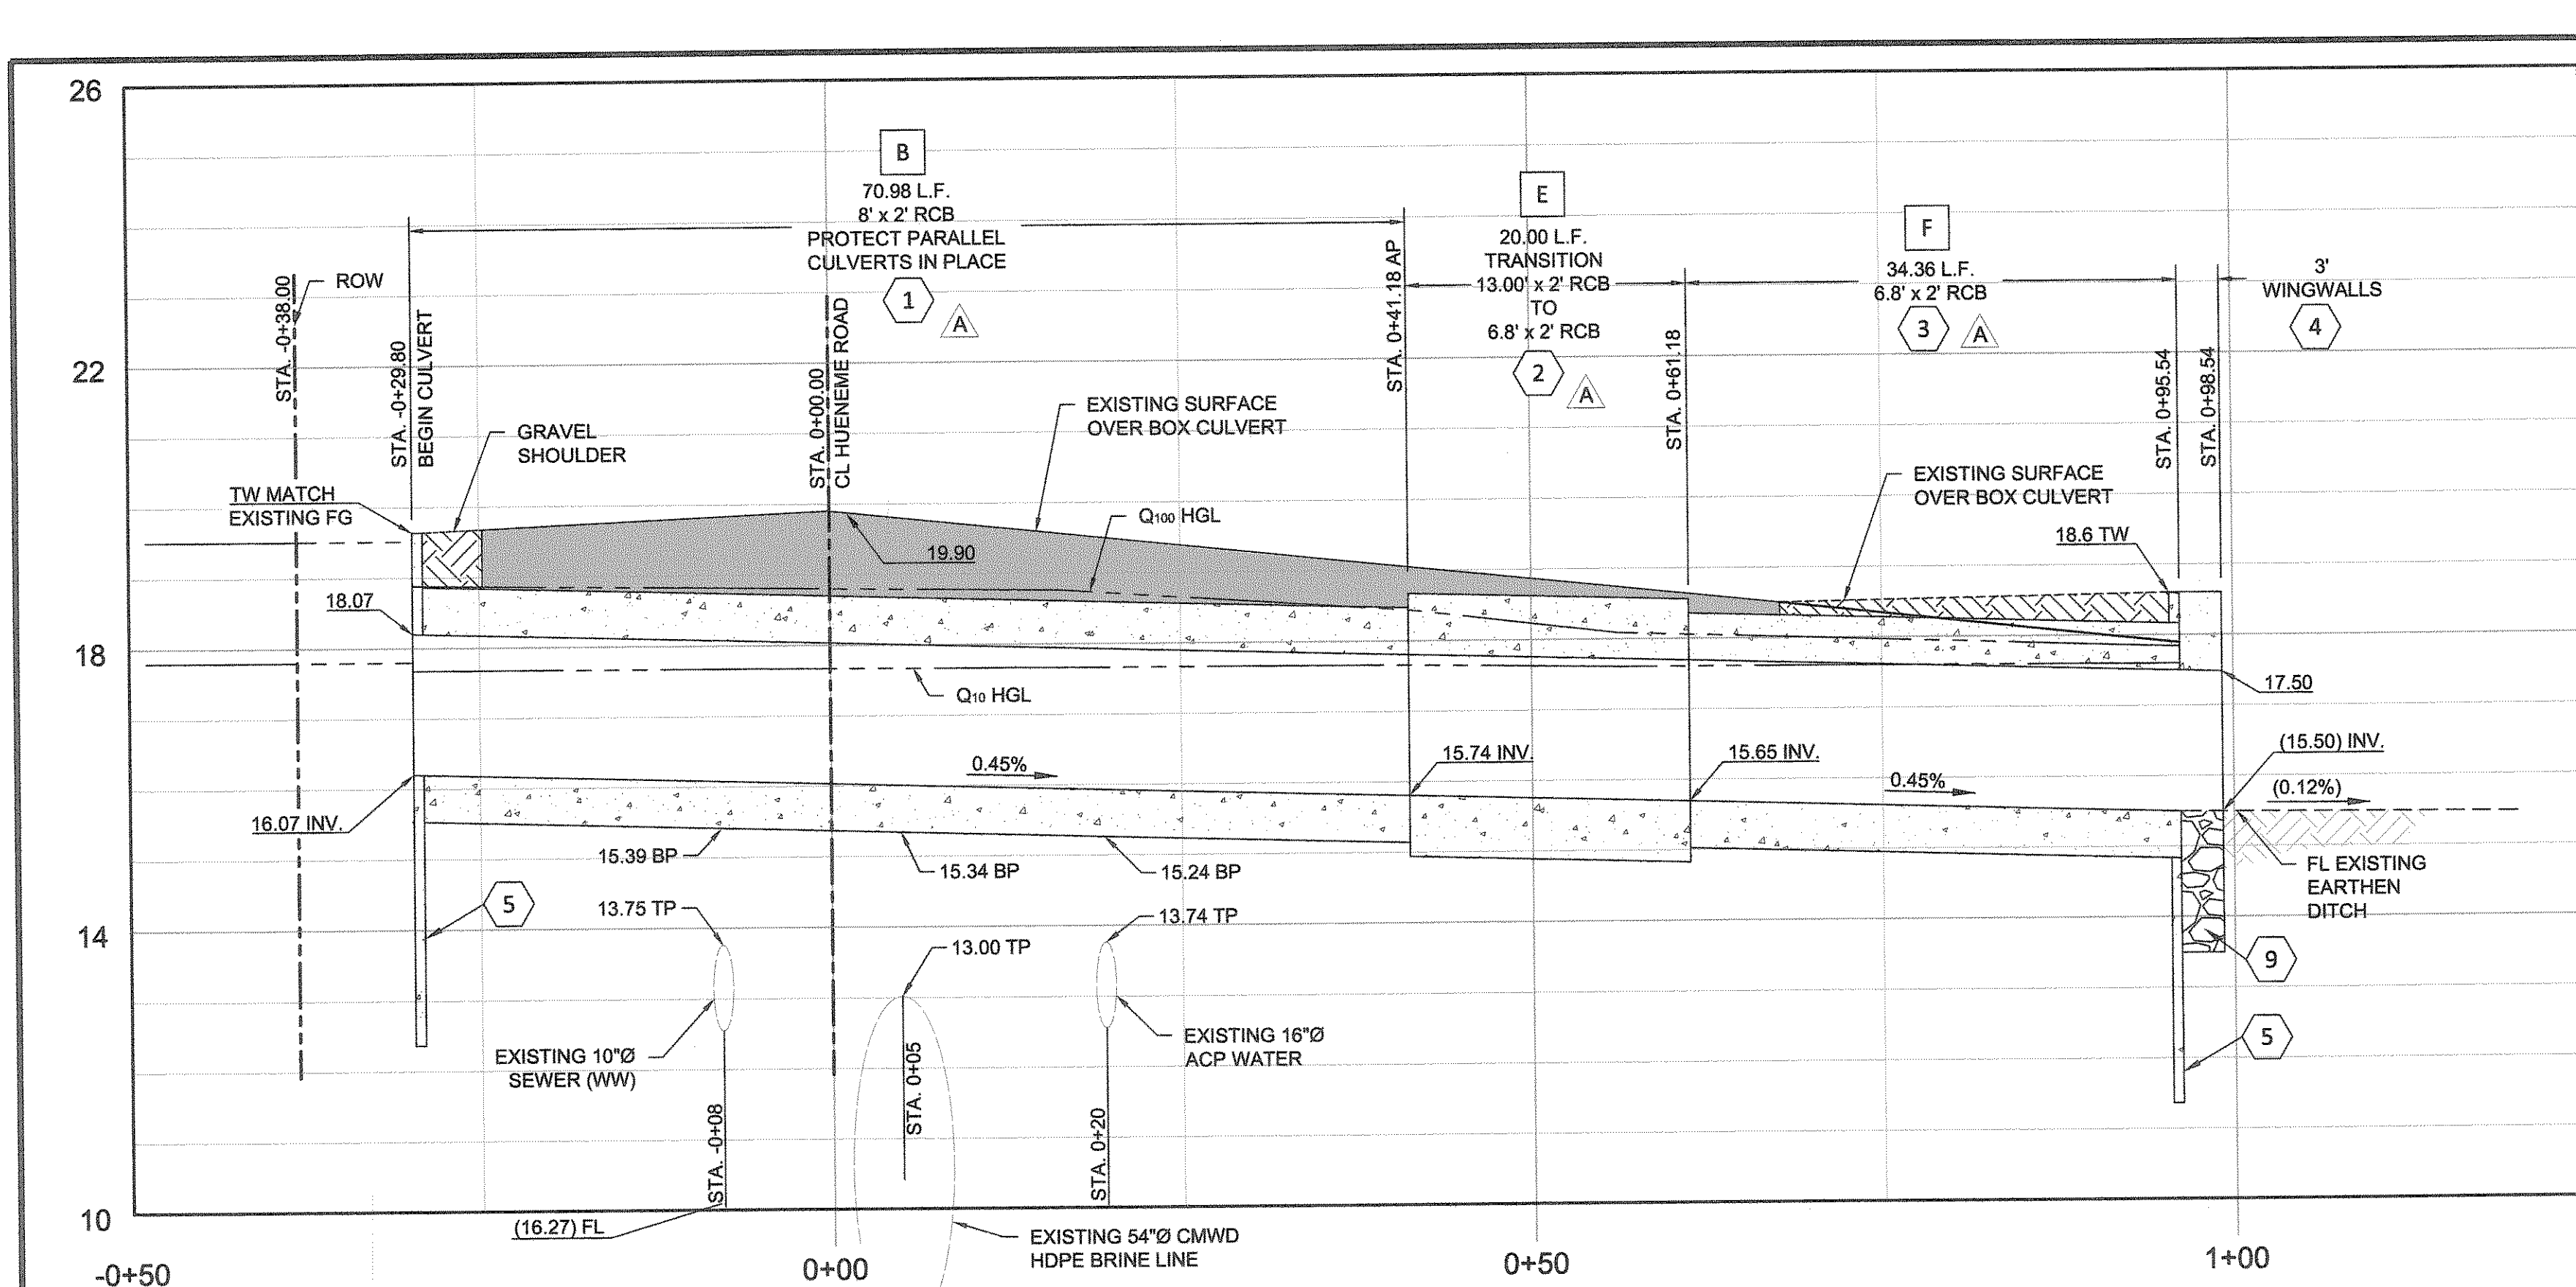 26
B
70.98 L.F.
8' x 2' RCB
PROTECT PARALLEL
CULVERTS IN PLACE
1
A
E
20.00 L.F.
TRANSITION
13.00' x 2' RCB
TO
6.8' x 2' RCB
2
A
F
34.36 L.F.
6.8' x 2' RCB
3
A
3'
WINGWALLS
4
STA. -0+38.00
ROW
STA. -0+29.80
BEGIN CULVERT
STA. 0+00.00
CL HUENEME ROAD
STA. 0+41.18 AP
STA. 0+61.18
STA. 0+95.54
STA. 0+98.54
22
GRAVEL
SHOULDER
EXISTING SURFACE
OVER BOX CULVERT
EXISTING SURFACE
OVER BOX CULVERT
TW MATCH
EXISTING FG
Q100 HGL
19.90
18.6 TW
18.07
18
Q10 HGL
17.50
0.45%
15.74 INV.
15.65 INV.
0.45%
(15.50) INV.
(0.12%)
16.07 INV.
15.39 BP
15.34 BP
15.24 BP
FL EXISTING
EARTHEN
DITCH
5
13.75 TP
13.74 TP
14
13.00 TP
9
EXISTING 10"Ø
SEWER (WW)
EXISTING 16"Ø
ACP WATER
5
STA. -0+08
STA. 0+05
STA. 0+20
10
(16.27) FL
EXISTING 54"Ø CMWD
HDPE BRINE LINE
-0+50
0+00
0+50
1+00